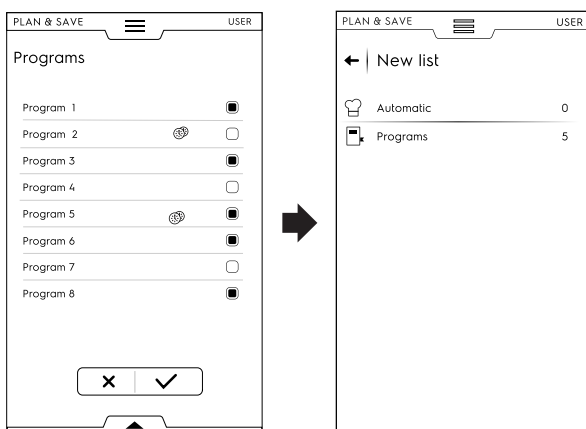 PLAN & SAVE USER
Programs
Program 1
Program 2
Program 3
Program 4
Program 5
Program 6
Program 7
Program 8
PLAN & SAVE USER
New list
Automatic 0
Programs 5